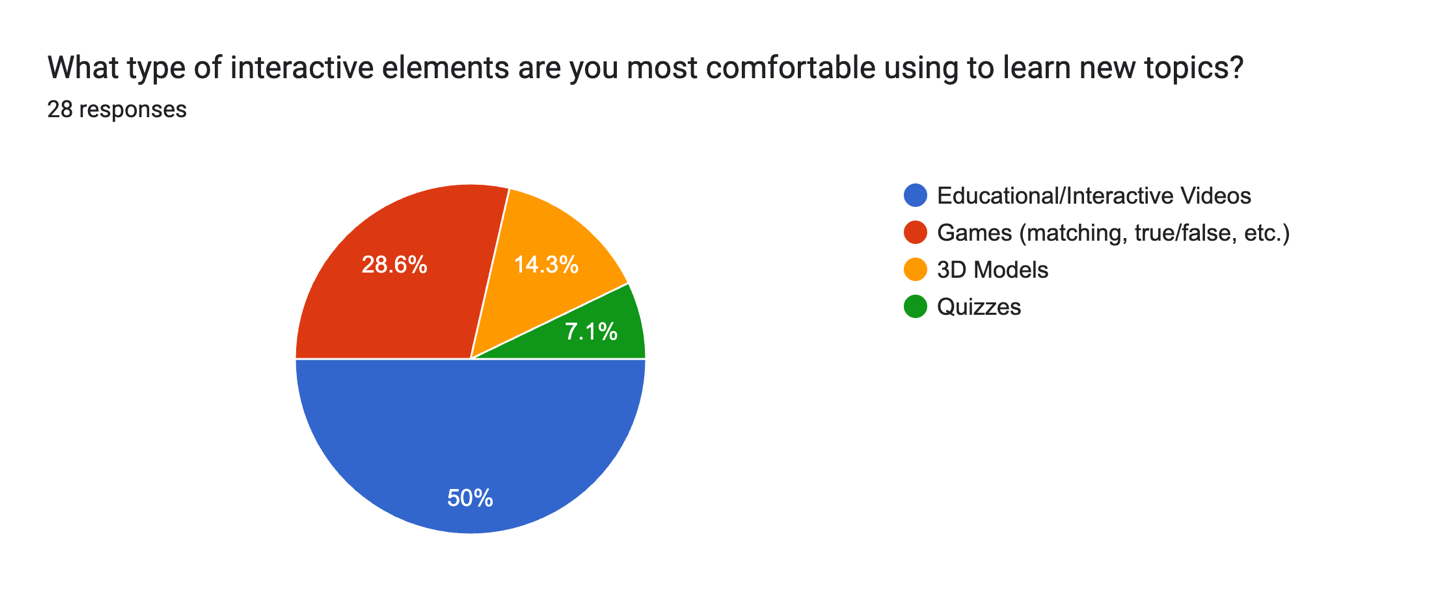 What type of interactive elements are you most comfortable using to learn new topics?
28 responses
28.6%
14.3%
7.1%
50%
Educational/Interactive Videos
Games (matching, true/false, etc.)
3D Models
Quizzes